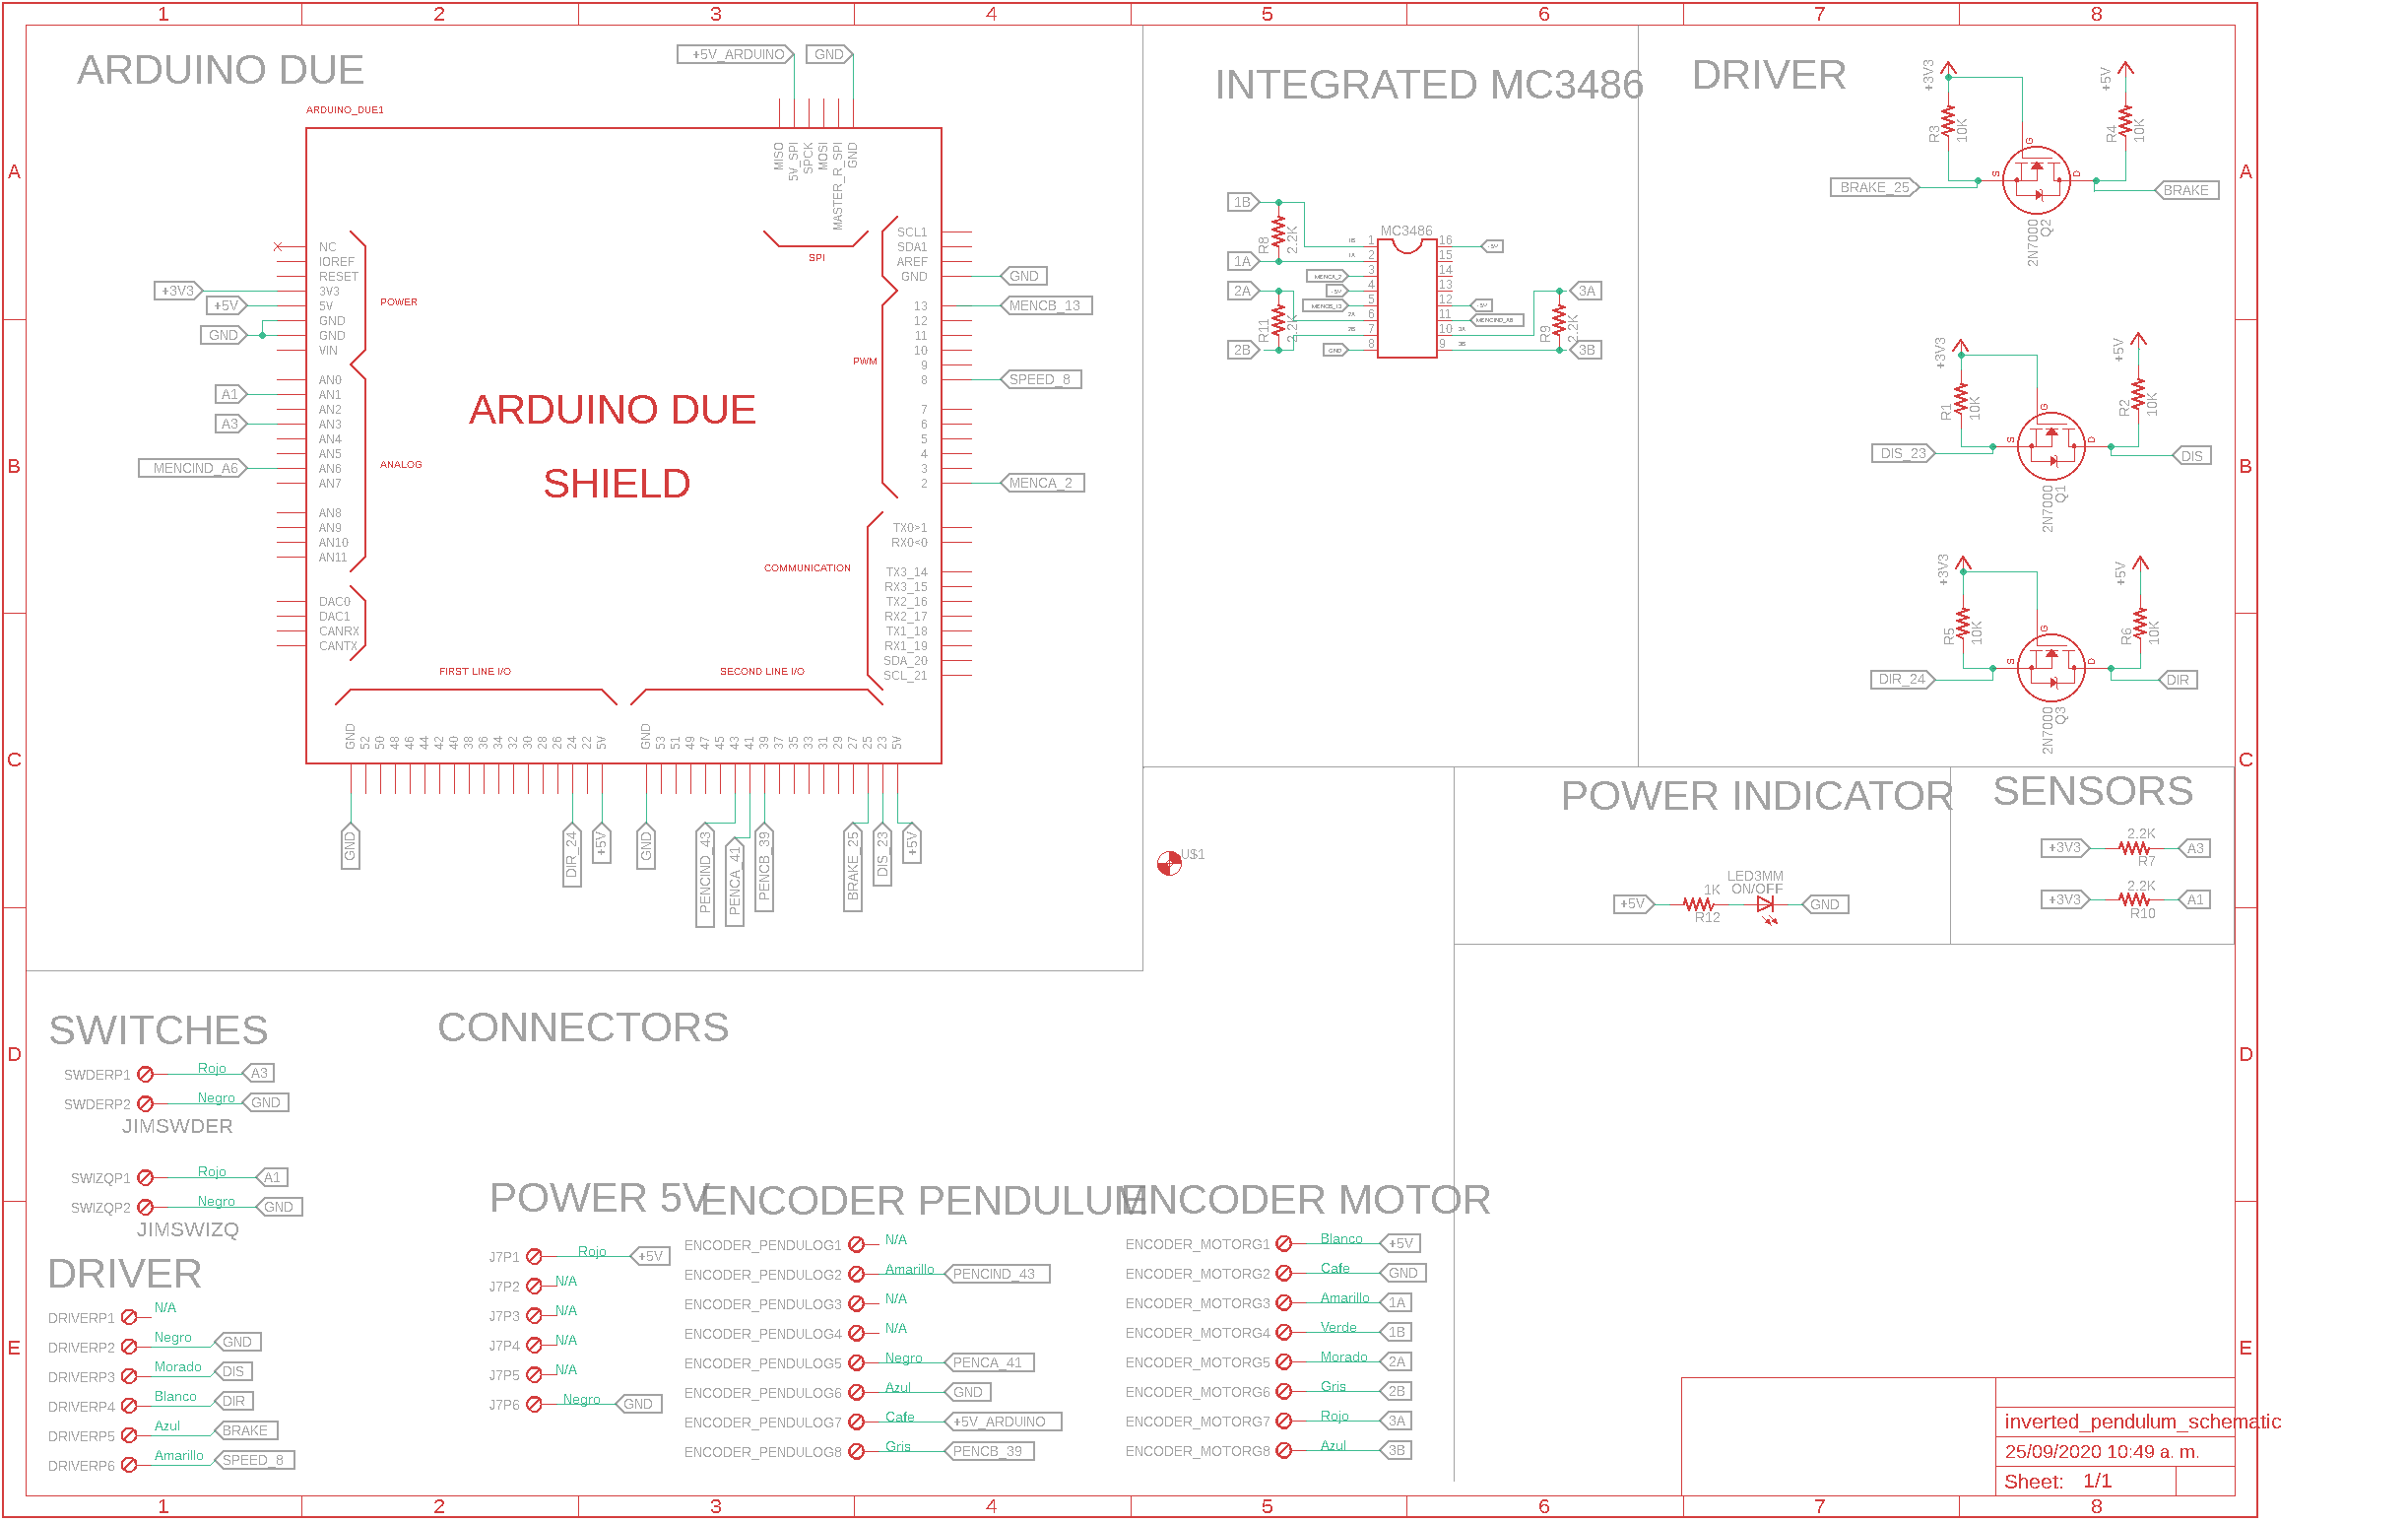 1 2 3 4 5 6 7 8
A
B
C
D
E
ARDUINO DUE
ARDUINO_DUE1
+5V_ARDUINO
GND
MISO
5V_SPI
SPCK
MOSI
MASTER_R_SPI
GND
SPI
NC
IOREF
RESET
3V3
5V
GND
GND
VIN
POWER
+3V3
+5V
GND
AN0
AN1
AN2
AN3
AN4
AN5
AN6
AN7
AN8
AN9
AN10
AN11
ANALOG
A1
A3
MENCIND_A6
DAC0
DAC1
CANRX
CANTX
ARDUINO DUE
SHIELD
SCL1
SDA1
AREF
GND
13
12
11
10
9
8
7
6
5
4
3
2
PWM
GND
MENCB_13
SPEED_8
MENCA_2
TX0>1
RX0<0
TX3_14
RX3_15
TX2_16
RX2_17
TX1_18
RX1_19
SDA_20
SCL_21
COMMUNICATION
FIRST LINE I/O
SECOND LINE I/O
GND 52 50 48 46 44 42 40 38 36 34 32 30 28 26 24 22 5V
GND 53 51 49 47 45 43 41 39 37 35 33 31 29 27 25 23 5V
GND
DIR_24
+5V
GND
PENCIND_43
PENCA_41
PENCB_39
BRAKE_25
DIS_23
+5V
INTEGRATED MC3486
MC3486
1B
R8
2.2K
1A
2A
R11
2.2K
2B
1B
1A
MENCA_2
+5V
MENCB_13
2A
2B
GND
1
2
3
4
5
6
7
8
16
15
14
13
12
11
10
9
+5V
+5V
MENCIND_A6
3A
3B
3A
R9
2.2K
3B
DRIVER
+3V3
R3
10K
+5V
R4
10K
G
S
D
BRAKE_25
BRAKE
2N7000
Q2
+3V3
R1
10K
+5V
R2
10K
G
S
D
DIS_23
DIS
2N7000
Q1
+3V3
R5
10K
+5V
R6
10K
G
S
D
DIR_24
DIR
2N7000
Q3
U$1
POWER INDICATOR
+5V
1K
R12
LED3MM
ON/OFF
GND
SENSORS
+3V3
2.2K
R7
A3
+3V3
2.2K
R10
A1
SWITCHES
SWDERP1 Rojo A3
SWDERP2 Negro GND
JIMSWDER
SWIZQP1 Rojo A1
SWIZQP2 Negro GND
JIMSWIZQ
DRIVER
DRIVERP1 N/A
DRIVERP2 Negro GND
DRIVERP3 Morado DIS
DRIVERP4 Blanco DIR
DRIVERP5 Azul BRAKE
DRIVERP6 Amarillo SPEED_8
CONNECTORS
POWER 5V
J7P1 Rojo +5V
J7P2 N/A
J7P3 N/A
J7P4 N/A
J7P5 N/A
J7P6 Negro GND
ENCODER PENDULUM
ENCODER_PENDULOG1 N/A
ENCODER_PENDULOG2 Amarillo PENCIND_43
ENCODER_PENDULOG3 N/A
ENCODER_PENDULOG4 N/A
ENCODER_PENDULOG5 Negro PENCA_41
ENCODER_PENDULOG6 Azul GND
ENCODER_PENDULOG7 Cafe +5V_ARDUINO
ENCODER_PENDULOG8 Gris PENCB_39
ENCODER MOTOR
ENCODER_MOTORG1 Blanco +5V
ENCODER_MOTORG2 Cafe GND
ENCODER_MOTORG3 Amarillo 1A
ENCODER_MOTORG4 Verde 1B
ENCODER_MOTORG5 Morado 2A
ENCODER_MOTORG6 Gris 2B
ENCODER_MOTORG7 Rojo 3A
ENCODER_MOTORG8 Azul 3B
inverted_pendulum_schematic
25/09/2020 10:49 a. m.
Sheet: 1/1
A
B
C
D
E
1 2 3 4 5 6 7 8